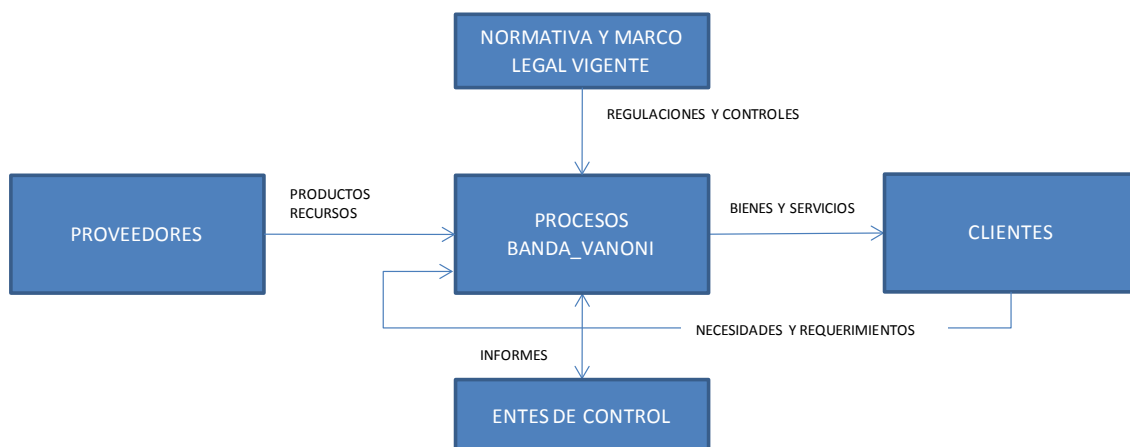 NORMATIVA Y MARCO
LEGAL VIGENTE
REGULACIONES Y CONTROLES
PROVEEDORES
PRODUCTOS
RECURSOS
PROCESOS
BANDA_VANONI
BIENES Y SERVICIOS
CLIENTES
NECESIDADES Y REQUERIMIENTOS
INFORMES
ENTES DE CONTROL